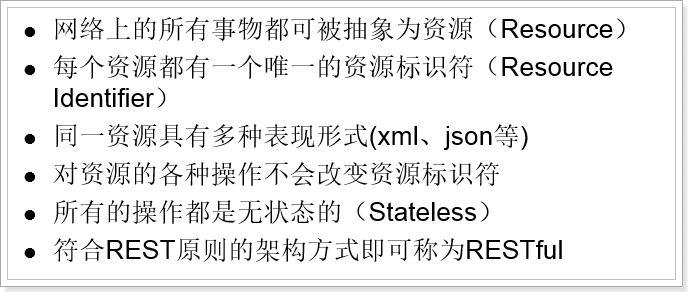 网络上的所有事物都可被抽象为资源（Resource）
每个资源都有一个唯一的资源标识符（Resource
Identifier）
同一资源具有多种表现形式(xml、json等)
对资源的各种操作不会改变资源标识符
所有的操作都是无状态的（Stateless）
符合REST原则的架构方式即可称为RESTful